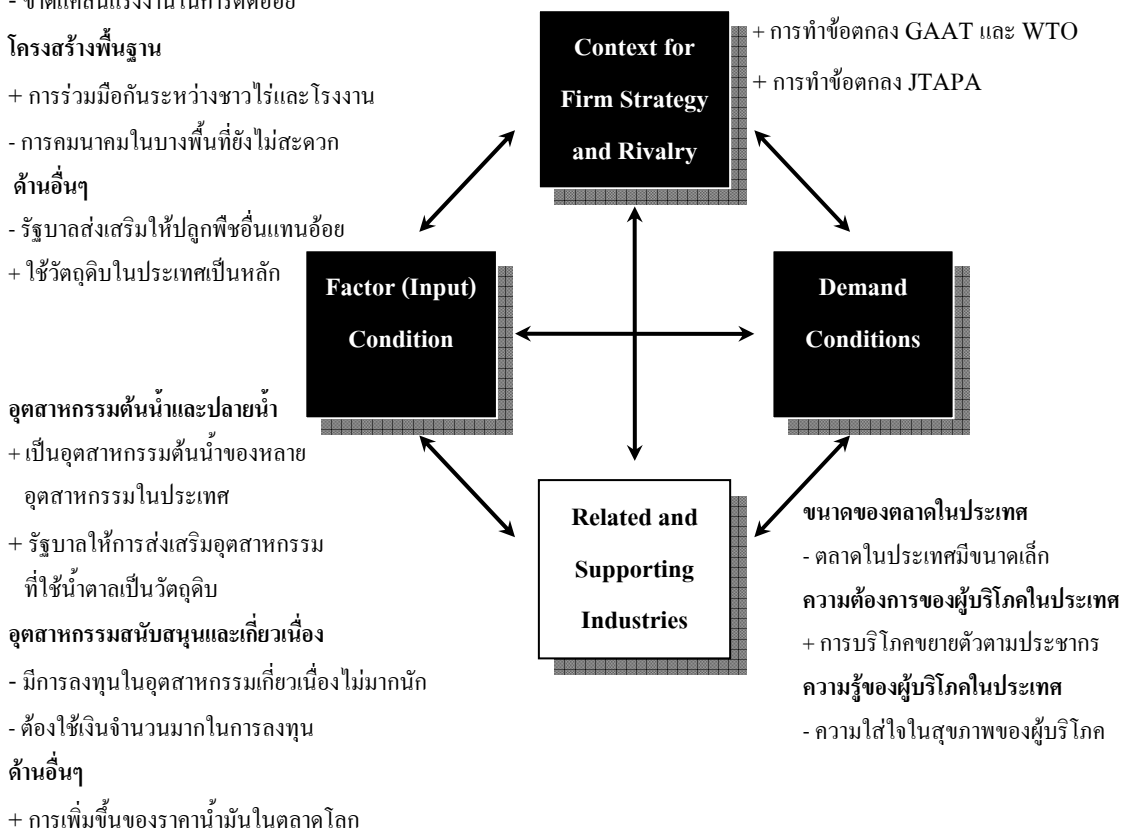 - ขาดแคลนแรงงานในการตัดอ้อย
โครงสร้างพื้นฐาน
+ การร่วมมือกันระหว่างชาวไร่และโรงงาน
- การคมนาคมในบางพื้นที่ยังไม่สะดวก
ด้านอื่นๆ
- รัฐบาลส่งเสริมให้ปลูกพืชอื่นแทนอ้อย
+ ใช้วัตถุดิบในประเทศเป็นหลัก
Context for
Firm Strategy
and Rivalry
+ การทำข้อตกลง GAAT และ WTO
+ การทำข้อตกลง JTAPA
Factor (Input)
Condition
Demand
Conditions
อุตสาหกรรมต้นน้ำและปลายน้ำ
+ เป็นอุตสาหกรรมต้นน้ำของหลาย
อุตสาหกรรมในประเทศ
+ รัฐบาลให้การส่งเสริมอุตสาหกรรม
ที่ใช้น้ำตาลเป็นวัตถุดิบ
อุตสาหกรรมสนับสนุนและเกี่ยวเนื่อง
- มีการลงทุนในอุตสาหกรรมเกี่ยวเนื่องไม่มากนัก
- ต้องใช้เงินจำนวนมากในการลงทุน
ด้านอื่นๆ
+ การเพิ่มขึ้นของราคาน้ำมันในตลาดโลก
Related and
Supporting
Industries
ขนาดของตลาดในประเทศ
- ตลาดในประเทศมีขนาดเล็ก
ความต้องการของผู้บริโภคในประเทศ
+ การบริโภคขยายตัวตามประชากร
ความรู้ของผู้บริโภคในประเทศ
- ความใส่ใจในสุขภาพของผู้บริโภค